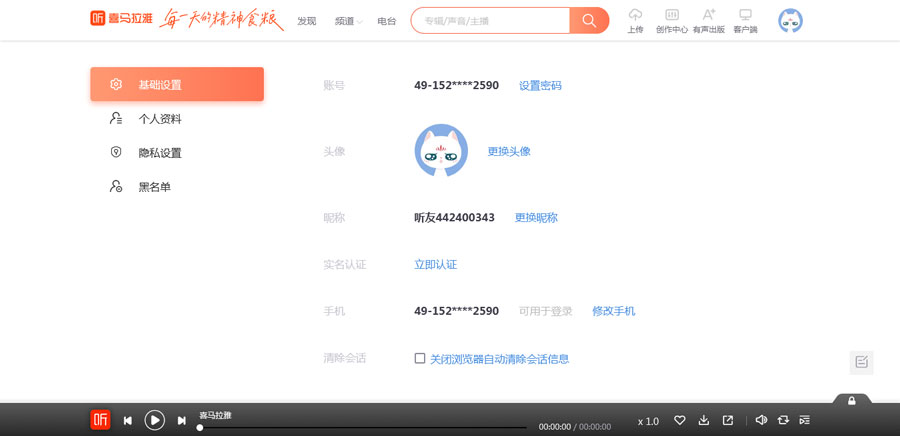 听 喜马拉雅 每一天的精神食粮 发现 频道 电台 专辑/声音/主播 上传 创作中心 有声出版 客户端
基础设置
个人资料
隐私设置
黑名单
账号 49-152****2590 设置密码
头像 更换头像
昵称 听友442400343 更换昵称
实名认证 立即认证
手机 49-152****2590 可用于登录 修改手机
清除会话 关闭浏览器自动清除会话信息
听 喜马拉雅 00:00:00 / 00:00:00 x 1.0